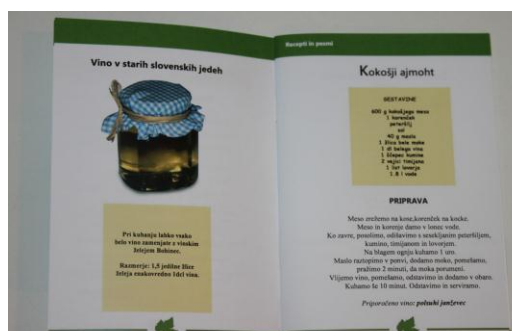 Vino v starih slovenskih jedeh
Pri kuhanju lahko vsako
belo vino zamenjate z vinskim
želejem Bohinec.
Razmerje: 1,5 jedilne žlice
želeja enakovredno 1del vina.
Recepti in pesmi
Kokošji ajmoht
SESTAVINE
600 g kokošjega mesa
1 korenček
peteršilj
sol
40 g masla
1 žlica bele moke
1 dl belega vina
1 ščepec kumine
2 vejici timijana
1 list lovorja
1.8 l vode
PRIPRAVA
Meso zrežemo na kose,korenček na kocke.
Meso in korenje damo v lonec vode.
Ko zavre, posolimo, odišavimo s sesekljanim peteršiljem,
kumino, timijanom in lovorjem.
Na blagem ognju kuhamo 1 uro.
Maslo raztopimo v ponvi, dodamo moko, pomešamo,
pražimo 2 minuti, da moka porumeni.
Vlijemo vino, pomešamo, odstavimo in dodamo v obaro.
Kuhamo še 10 minut. Odstavimo in serviramo.
Priporočeno vino: polsuhi janževec